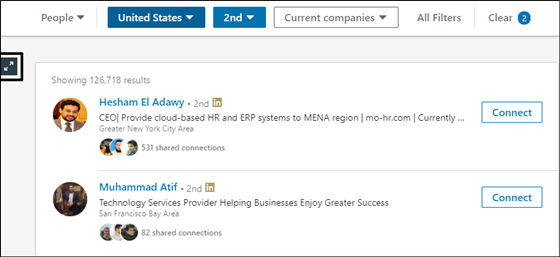 People United States 2nd Current companies All Filters Clear 2
Showing 126,718 results
Hesham El Adawy • 2nd in
CEO| Provide cloud-based HR and ERP systems to MENA region | mo-hr.com | Currently ...
Connect
Greater New York City Area
531 shared connections
Muhammad Atif • 2nd in
Technology Services Provider Helping Businesses Enjoy Greater Success
Connect
San Francisco Bay Area
82 shared connections